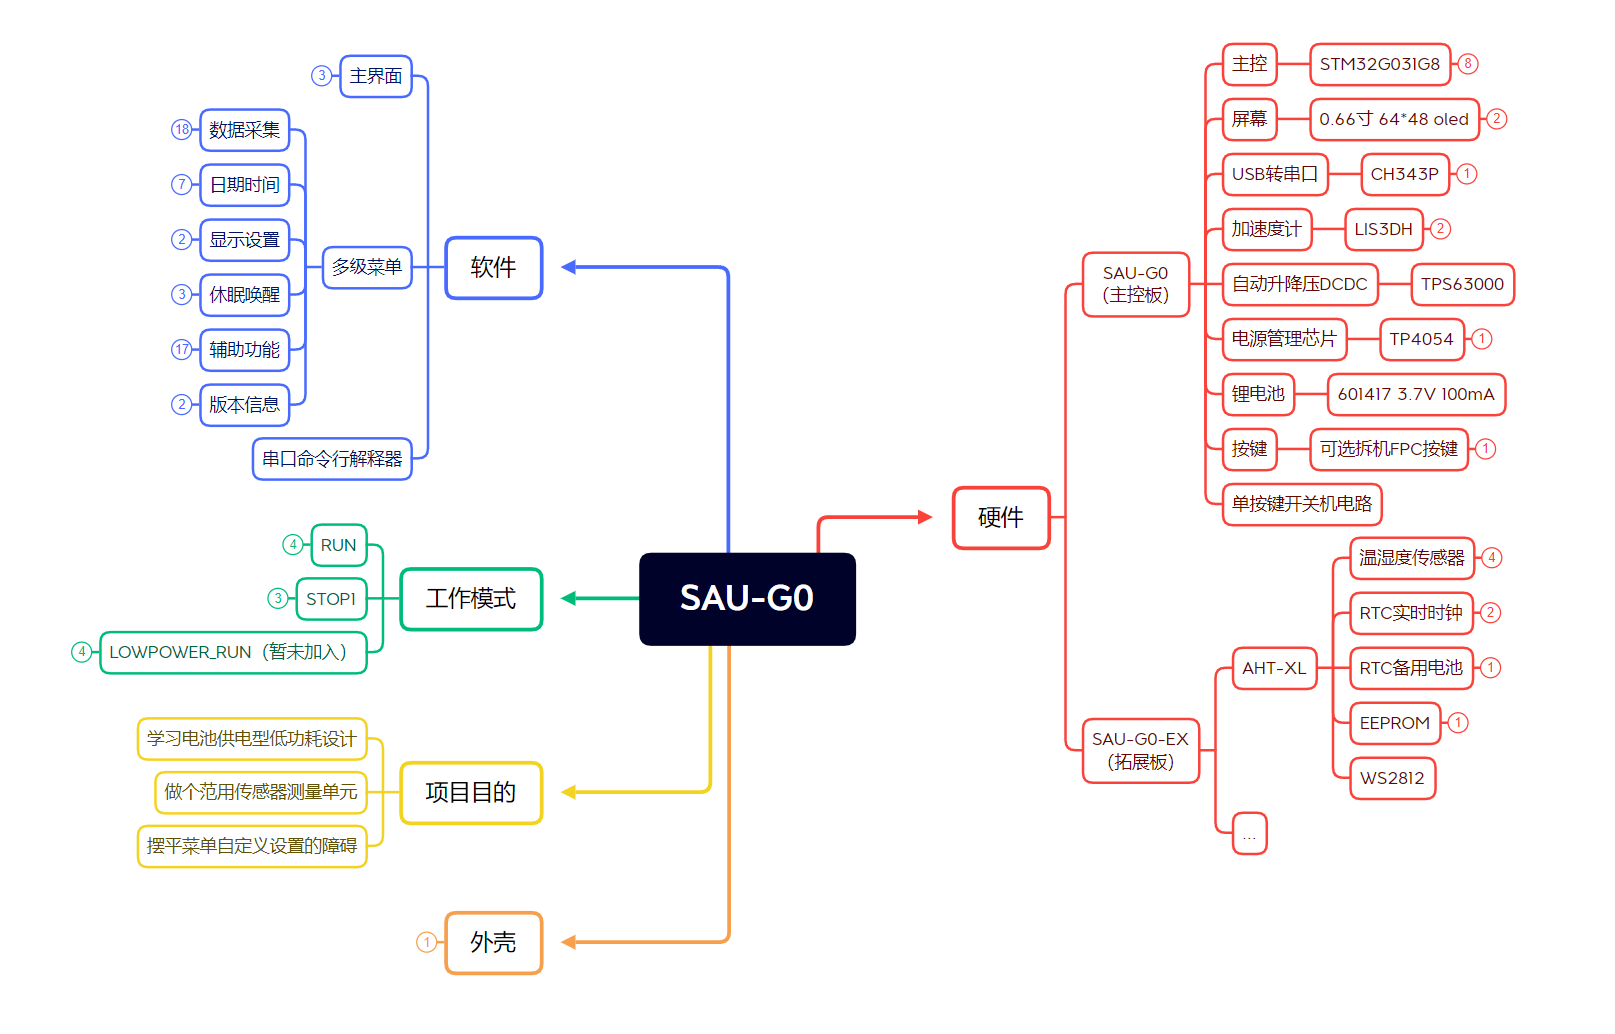 SAU-G0
软件
3
主界面
多级菜单
18
数据采集
7
日期时间
2
显示设置
3
休眠唤醒
17
辅助功能
2
版本信息
串口命令行解释器
工作模式
4
RUN
3
STOP1
4
LOWPOWER_RUN（暂未加入）
项目目的
学习电池供电型低功耗设计
做个范用传感器测量单元
摆平菜单自定义设置的障碍
外壳
1
硬件
SAU-G0
（主控板）
主控
STM32G031G8
8
屏幕
0.66寸 64*48 oled
2
USB转串口
CH343P
1
加速度计
LIS3DH
2
自动升降压DCDC
TPS63000
电源管理芯片
TP4054
1
锂电池
601417 3.7V 100mA
按键
可选拆机FPC按键
1
单按键开关机电路
SAU-G0-EX
（拓展板）
AHT-XL
温湿度传感器
4
RTC实时时钟
2
RTC备用电池
1
EEPROM
1
WS2812
...